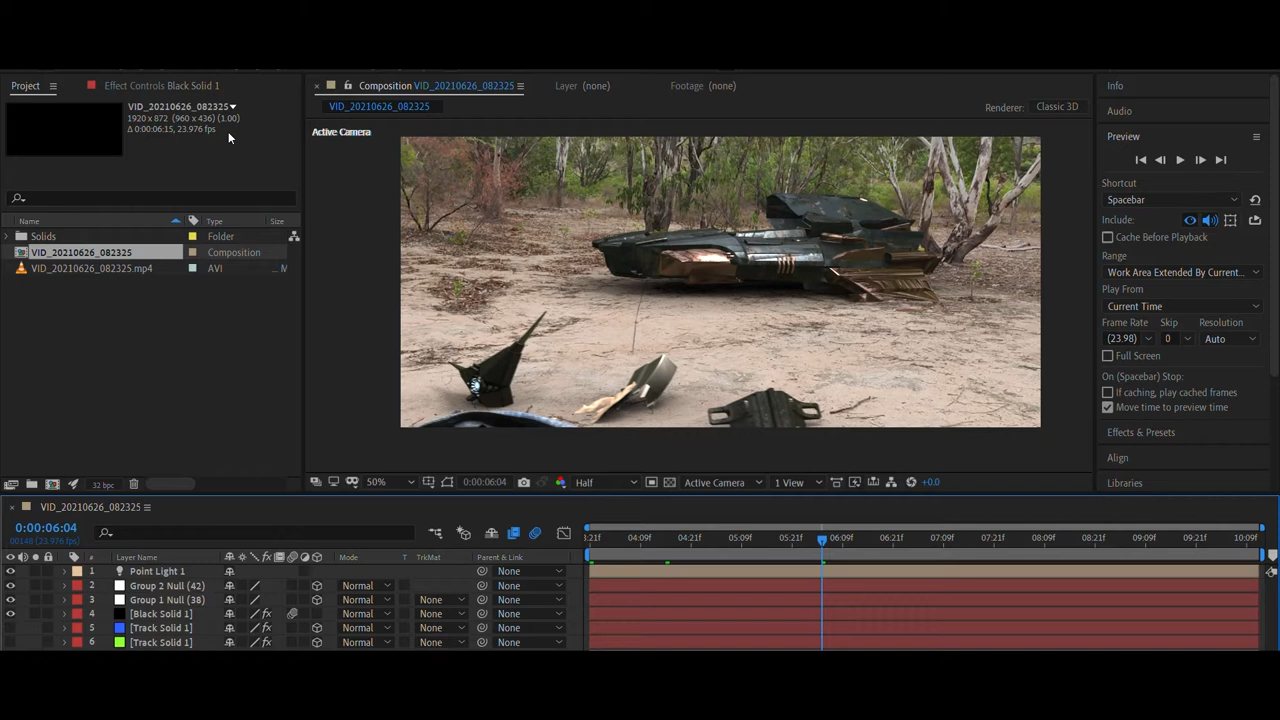 Project
Effect Controls Black Solid 1
VID_20210626_082325
1920 x 872 (960 x 436) (1.00)
Δ 0:00:06:15, 23.976 fps
Name Type Size
Solids Folder
VID_20210626_082325 Composition
VID_20210626_082325.mp4 AVI ... M
32 bpc
Composition VID_20210626_082325
Layer (none)
Footage (none)
VID_20210626_082325
Renderer: Classic 3D
Active Camera
50% 0:00:06:04 Half Active Camera 1 View +0.0
Info
Audio
Preview
Shortcut
Spacebar
Include:
Cache Before Playback
Range
Work Area Extended By Current...
Play From
Current Time
Frame Rate Skip Resolution
(23.98) 0 Auto
Full Screen
On (Spacebar) Stop:
If caching, play cached frames
Move time to preview time
Effects & Presets
Align
Libraries
VID_20210626_082325
0:00:06:04
00148 (23.976 fps)
3:21f 04:09f 04:21f 05:09f 05:21f 06:09f 06:21f 07:09f 07:21f 08:09f 08:21f 09:09f 09:21f 10:09f
# Layer Name Mode T TrkMat Parent & Link
1 Point Light 1 None
2 Group 2 Null (42) Normal None
3 Group 1 Null (38) Normal None None
4 [Black Solid 1] fx Normal None None
5 [Track Solid 1] fx Normal None None
6 [Track Solid 1] fx Normal None None